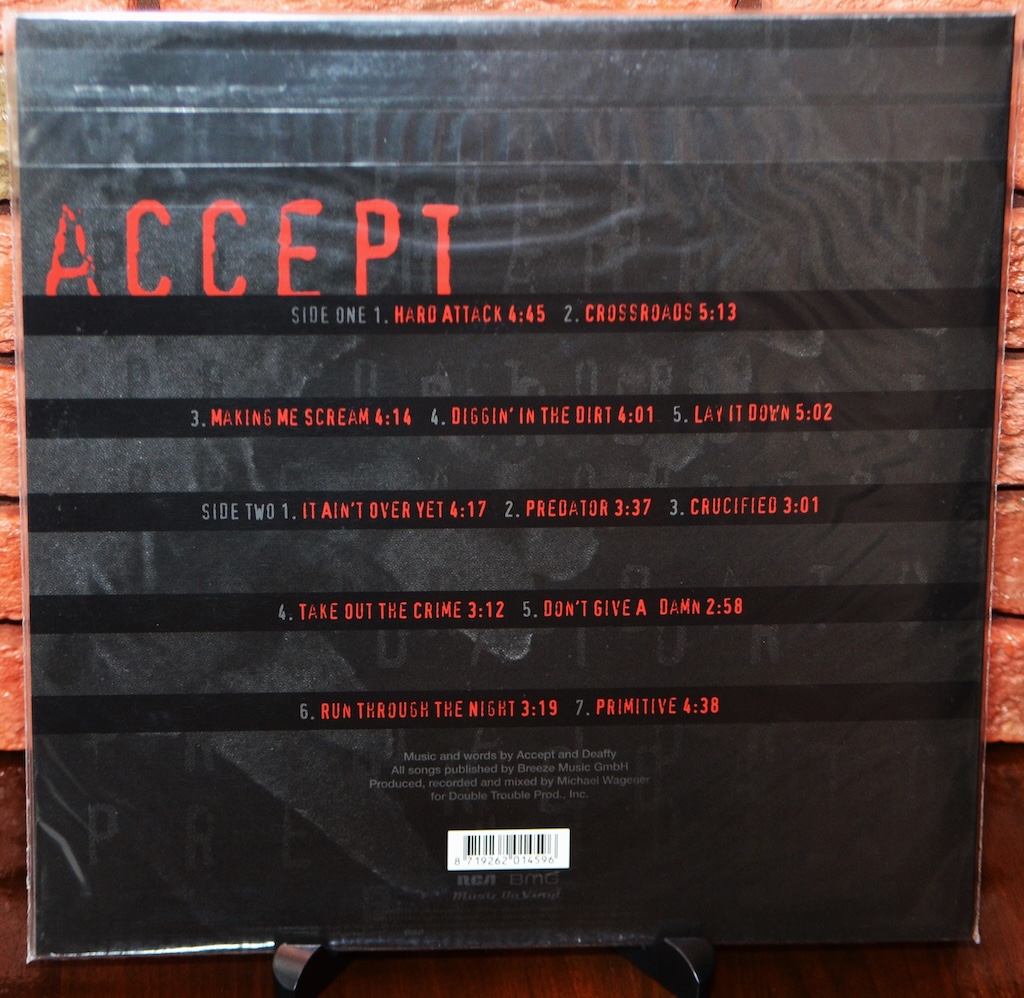 ACCEPT
SIDE ONE 1. HARD ATTACK 4:45 2. CROSSROADS 5:13
3. MAKING ME SCREAM 4:14 4. DIGGIN' IN THE DIRT 4:01 5. LAY IT DOWN 5:02
SIDE TWO 1. IT AIN'T OVER YET 4:17 2. PREDATOR 3:37 3. CRUCIFIED 3:01
4. TAKE OUT THE CRIME 3:12 5. DON'T GIVE A DAMN 2:58
6. RUN THROUGH THE NIGHT 3:19 7. PRIMITIVE 4:38
Music and words by Accept and Deaffy
All songs published by Breeze Music GmbH
Produced, recorded and mixed by Michael Wagener
for Double Trouble Prod., Inc.
8 719262 014596
RCA BMG
Music On Vinyl